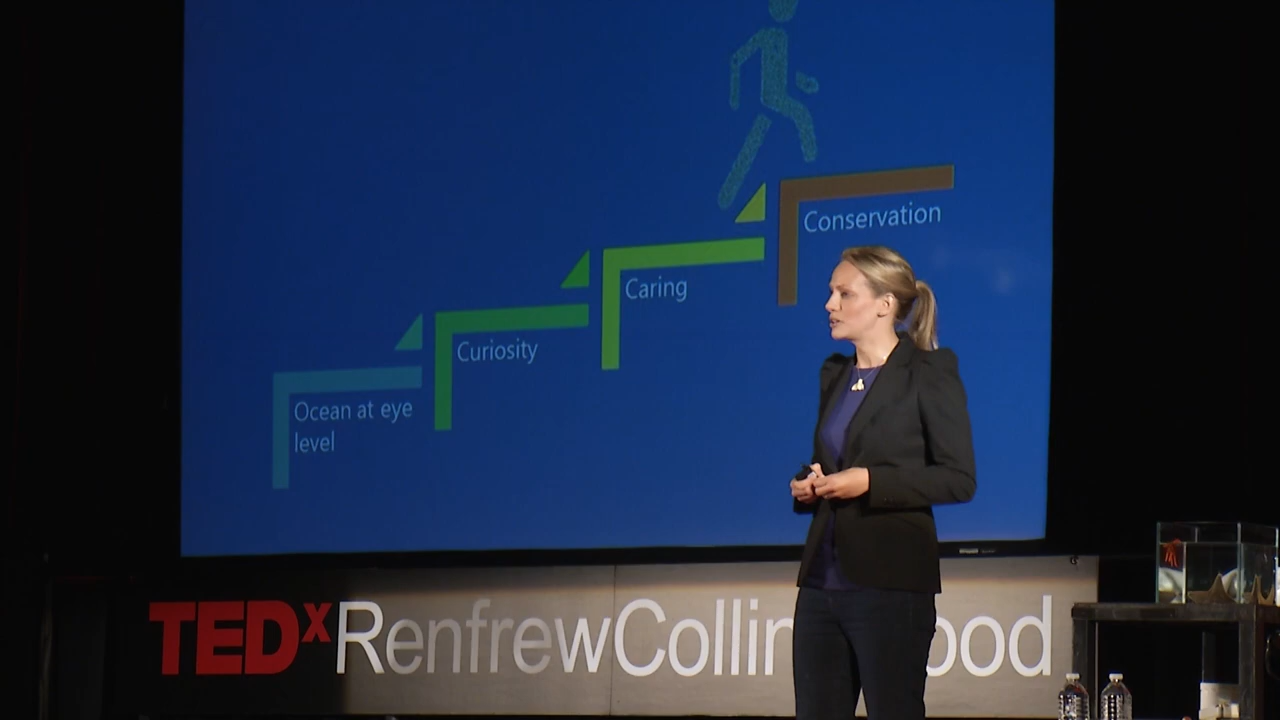 Conservation
Caring
Curiosity
Ocean at eye
level
TEDxRenfrewCollin ood